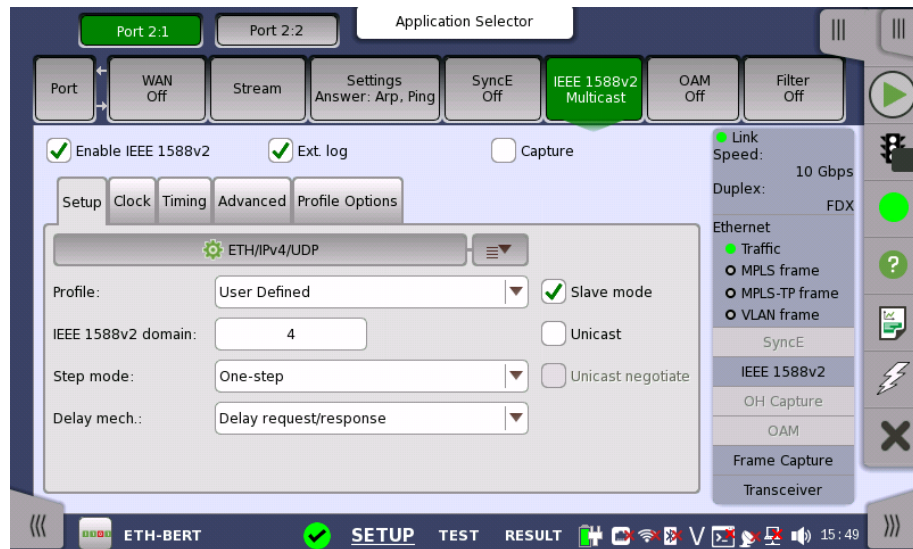 Application Selector
Port 2:1
Port 2:2
Port
WAN
Off
Stream
Settings
Answer: Arp, Ping
SyncE
Off
IEEE 1588v2
Multicast
OAM
Off
Filter
Off
Enable IEEE 1588v2
Ext. log
Capture
Setup
Clock
Timing
Advanced
Profile Options
ETH/IPv4/UDP
Profile:
User Defined
Slave mode
IEEE 1588v2 domain:
4
Unicast
Step mode:
One-step
Unicast negotiate
Delay mech.:
Delay request/response
Link
Speed:
10 Gbps
Duplex:
FDX
Ethernet
Traffic
MPLS frame
MPLS-TP frame
VLAN frame
SyncE
IEEE 1588v2
OH Capture
OAM
Frame Capture
Transceiver
?
ETH-BERT
SETUP
TEST
RESULT
V
15:49